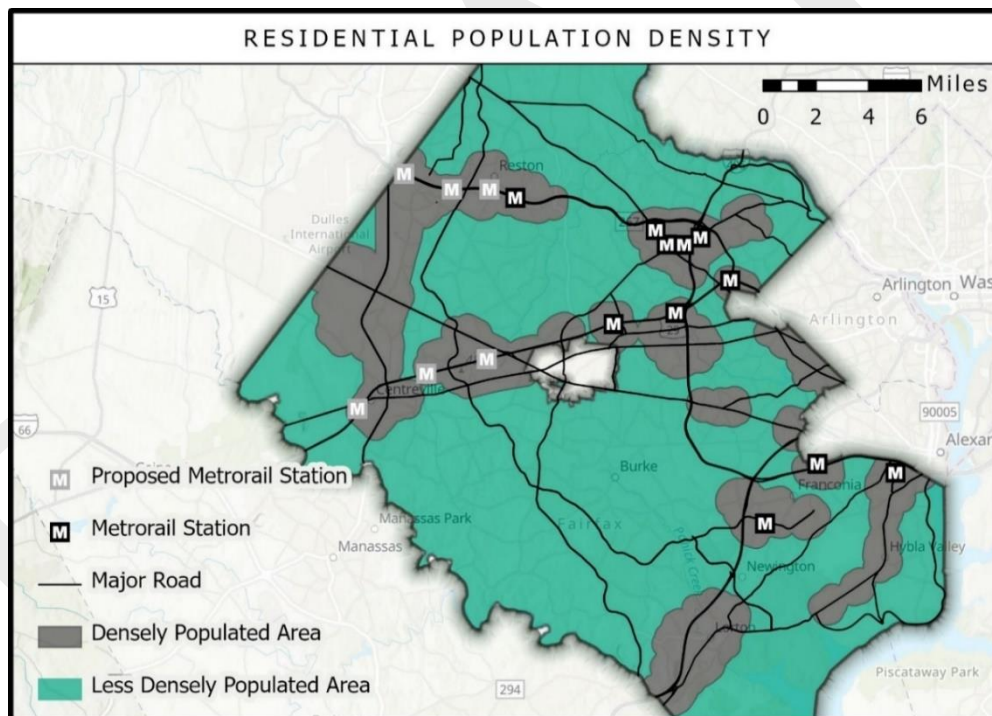 RESIDENTIAL POPULATION DENSITY
Miles
0 2 4 6
M Reston
M M M M
Dulles
International
Airport
267
M M M M
15
M
Arlington Was
M M
Arlington
29
M M
Centreville
M
66
90005
Alexan
M Proposed Metrorail Station
Burke
M M
Franconia
M Metrorail Station
Manassas Park
Fairfax
M
Hybla Valley
Manassas
Newington
Major Road
Densely Populated Area
Lorton
Less Densely Populated Area
294
Piscataway Park